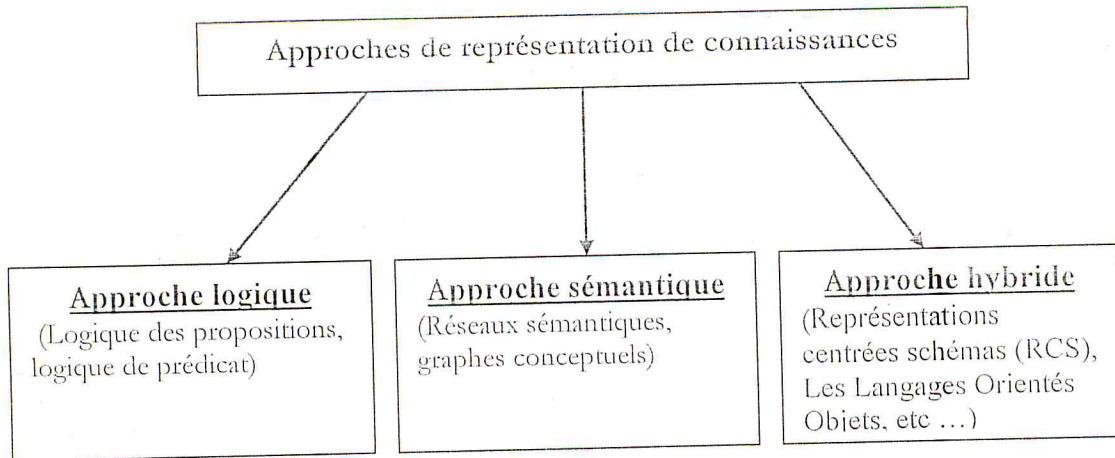 Approches de représentation de connaissances
Approche logique
(Logique des propositions,
logique de prédicat)
Approche sémantique
(Réseaux sémantiques,
graphes conceptuels)
Approche hybride
(Représentations
centrées schémas (RCS),
Les Langages Orientés
Objets, etc ...)